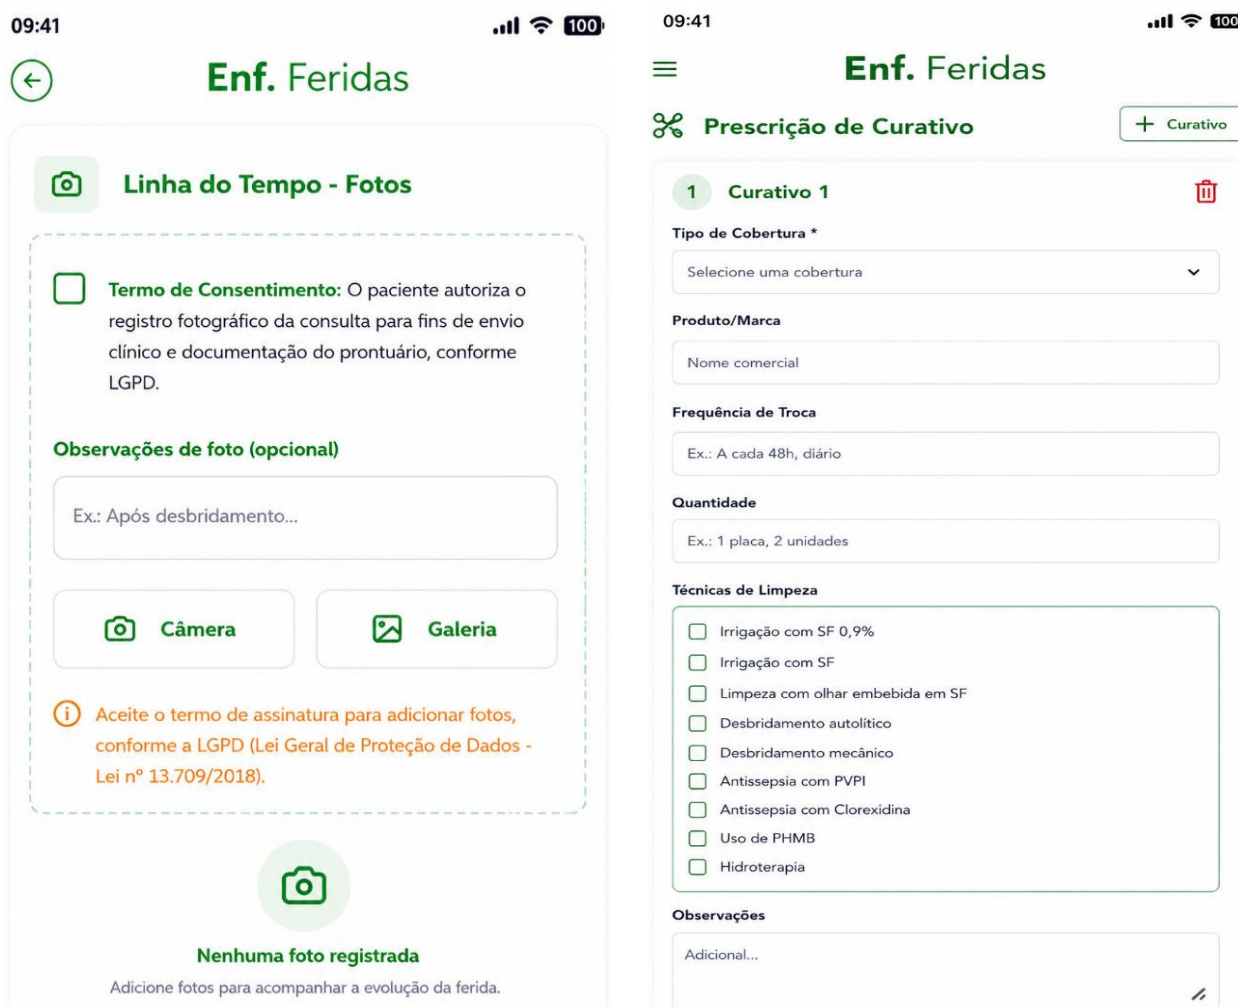 09:41
100
Enf. Feridas
Linha do Tempo - Fotos
Termo de Consentimento: O paciente autoriza o
registro fotográfico da consulta para fins de envio
clínico e documentação do prontuário, conforme
LGPD.
Observações de foto (opcional)
Ex.: Após desbridamento...
Câmera
Galeria
Aceite o termo de assinatura para adicionar fotos,
conforme a LGPD (Lei Geral de Proteção de Dados -
Lei nº 13.709/2018).
Nenhuma foto registrada
Adicione fotos para acompanhar a evolução da ferida.
09:41
100
Enf. Feridas
Prescrição de Curativo
+ Curativo
1 Curativo 1
Tipo de Cobertura *
Selecione uma cobertura
Produto/Marca
Nome comercial
Frequência de Troca
Ex.: A cada 48h, diário
Quantidade
Ex.: 1 placa, 2 unidades
Técnicas de Limpeza
Irrigação com SF 0,9%
Irrigação com SF
Limpeza com olhar embebida em SF
Desbridamento autolítico
Desbridamento mecânico
Antissepsia com PVPI
Antissepsia com Clorexidina
Uso de PHMB
Hidroterapia
Observações
Adicional...